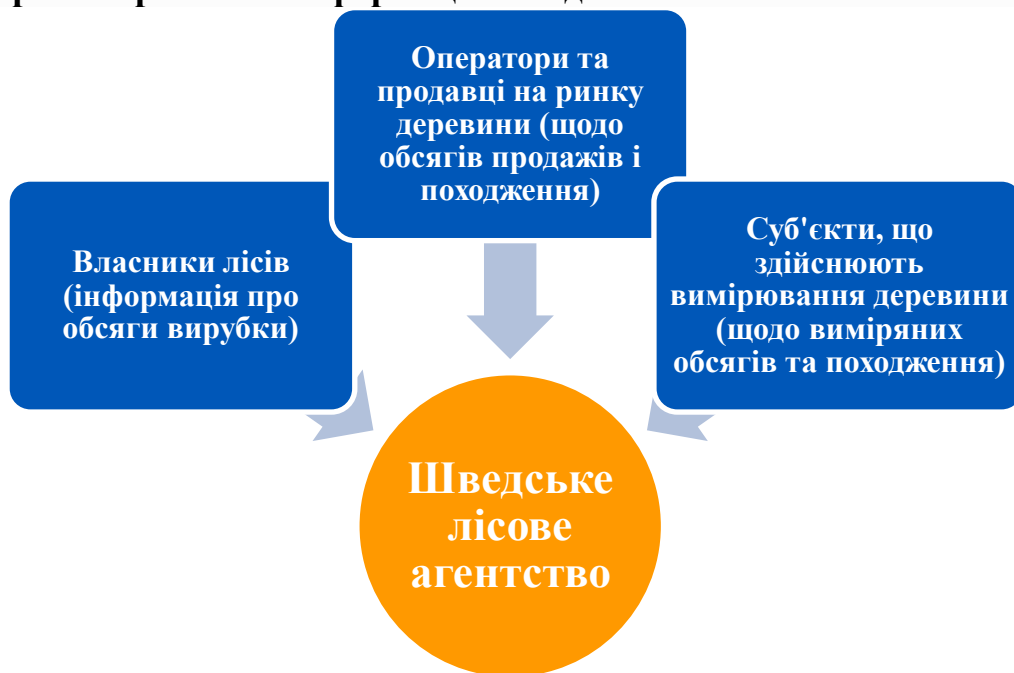 Оператори та
продавці на ринку
деревини (щодо
обсягів продажів і
походження)
Власники лісів
(інформація про
обсяги вирубки)
Суб'єкти, що
здійснюють
вимірювання деревини
(щодо виміряних
обсягів та походження)
Шведське
лісове
агентство